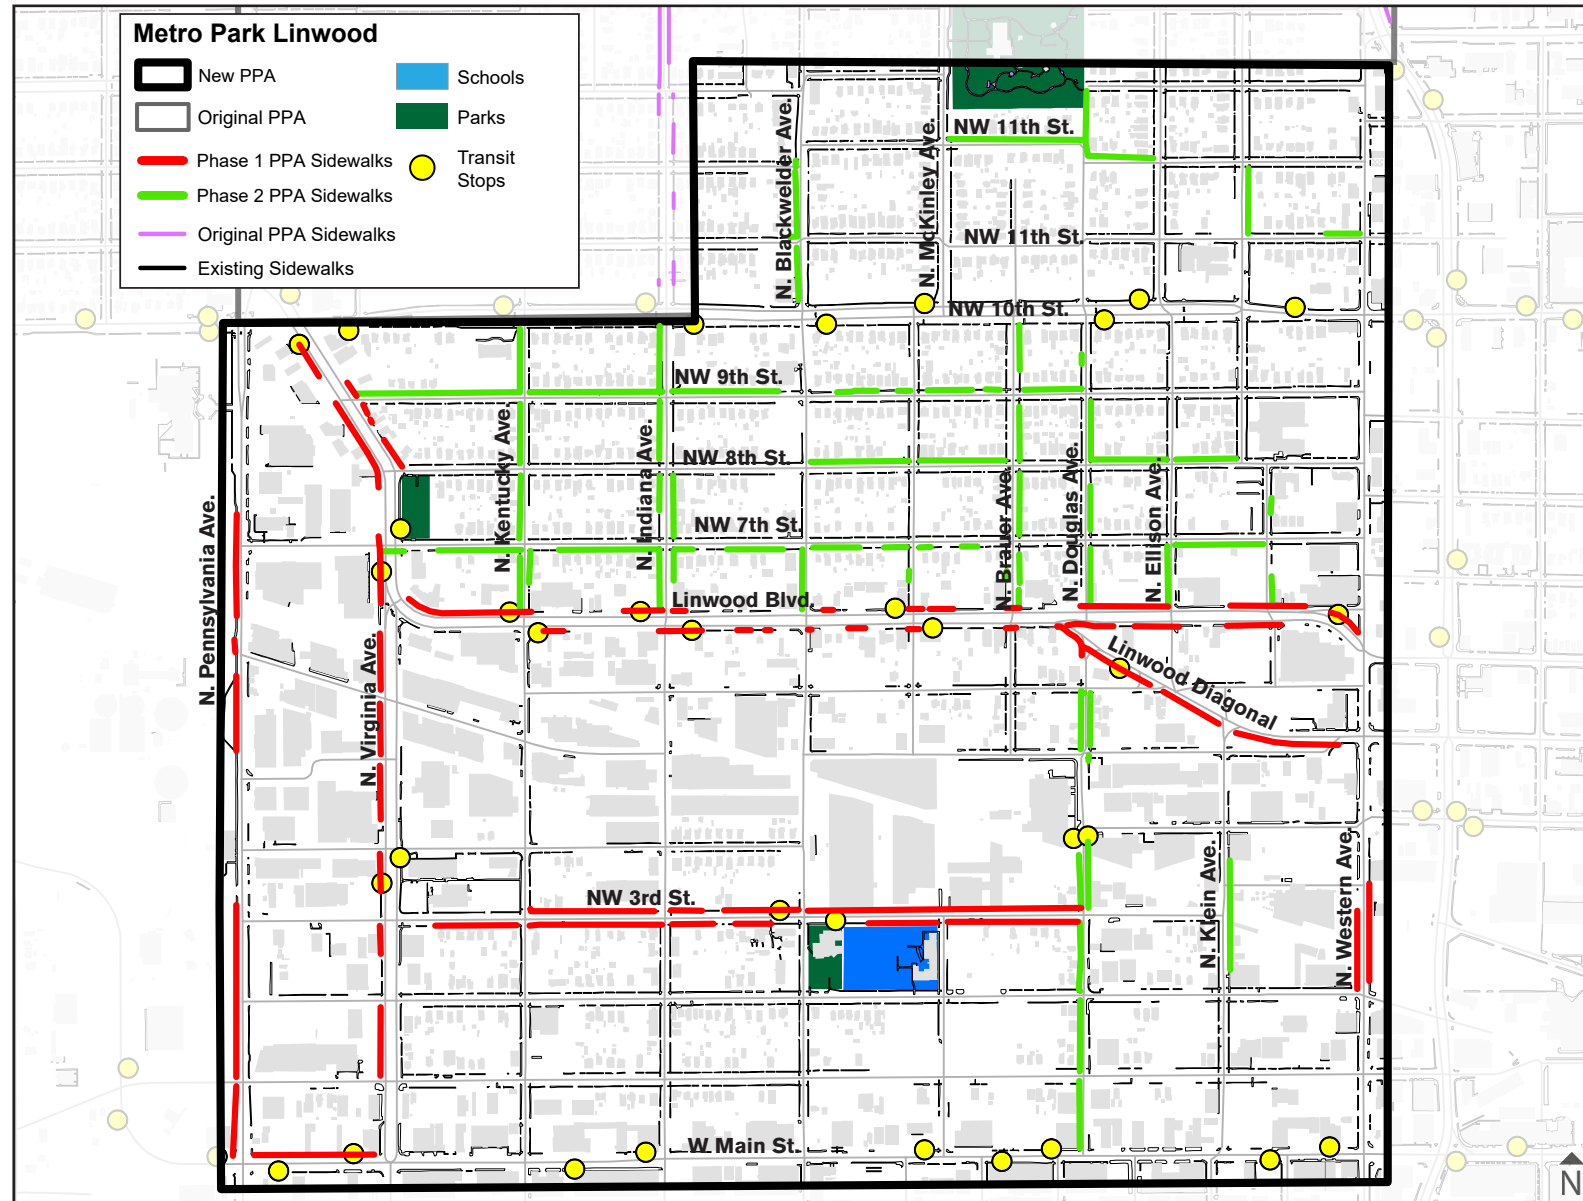 Metro Park Linwood
New PPA
Original PPA
Phase 1 PPA Sidewalks
Phase 2 PPA Sidewalks
Original PPA Sidewalks
Existing Sidewalks
Schools
Parks
Transit
Stops
N. Blackwelder Ave.
N. McKinley Ave.
NW 11th St.
NW 11th St.
NW 10th St.
NW 9th St.
N. Kentucky Ave.
N. Indiana Ave.
NW 8th St.
N. Brauer Ave.
N. Douglas Ave.
N. Ellison Ave.
NW 7th St.
N. Pennsylvania Ave.
Linwood Blvd.
N. Virginia Ave.
Linwood Diagonal
NW 3rd St.
N. Klein Ave.
N. Western Ave.
W Main St.
N